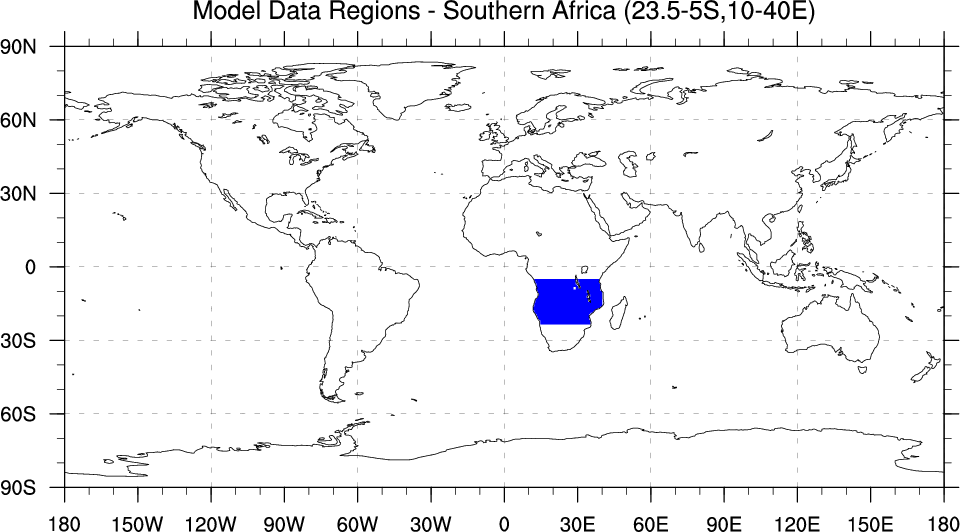 Model Data Regions - Southern Africa (23.5-5S,10-40E)
90N
60N
30N
0
30S
60S
90S
180 150W 120W 90W 60W 30W 0 30E 60E 90E 120E 150E 180